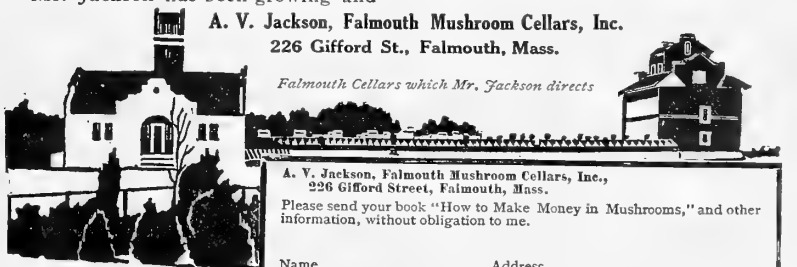 Mr. Jackson has been growing and
A. V. Jackson, Falmouth Mushroom Cellars, Inc.
226 Gifford St., Falmouth, Mass.
Falmouth Cellars which Mr. Jackson directs
A. V. Jackson, Falmouth Mushroom Cellars, Inc.,
226 Gifford Street, Falmouth, Mass.
Please send your book "How to Make Money in Mushrooms," and other
information, without obligation to me.
Name Address